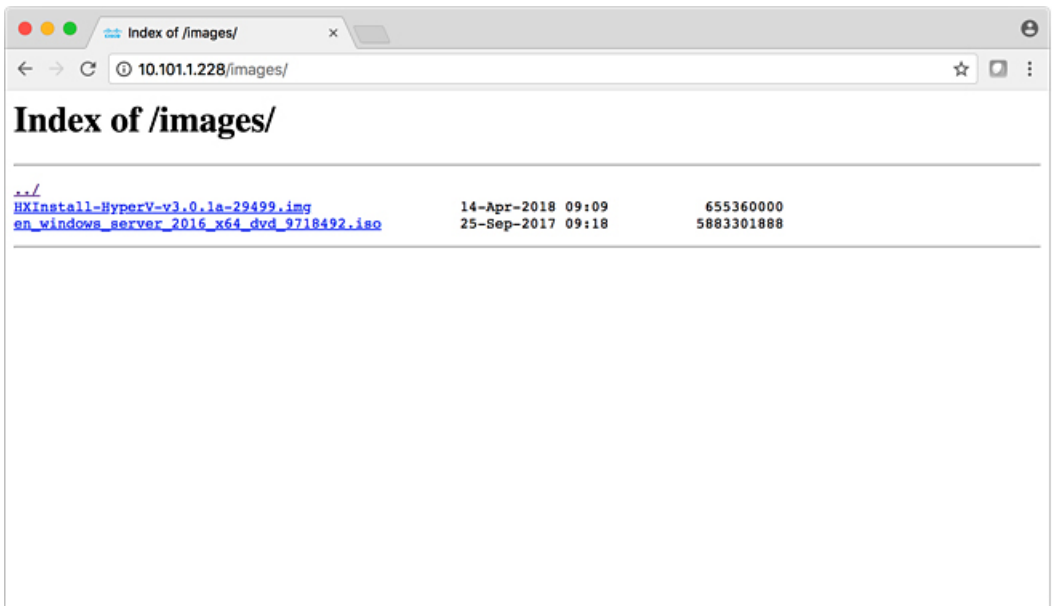 Index of /images/
10.101.1.228/images/
Index of /images/
../
HXInstall-HyperV-v3.0.1a-29499.img 14-Apr-2018 09:09 655360000
en_windows_server_2016_x64_dvd_9718492.iso 25-Sep-2017 09:18 5883301888